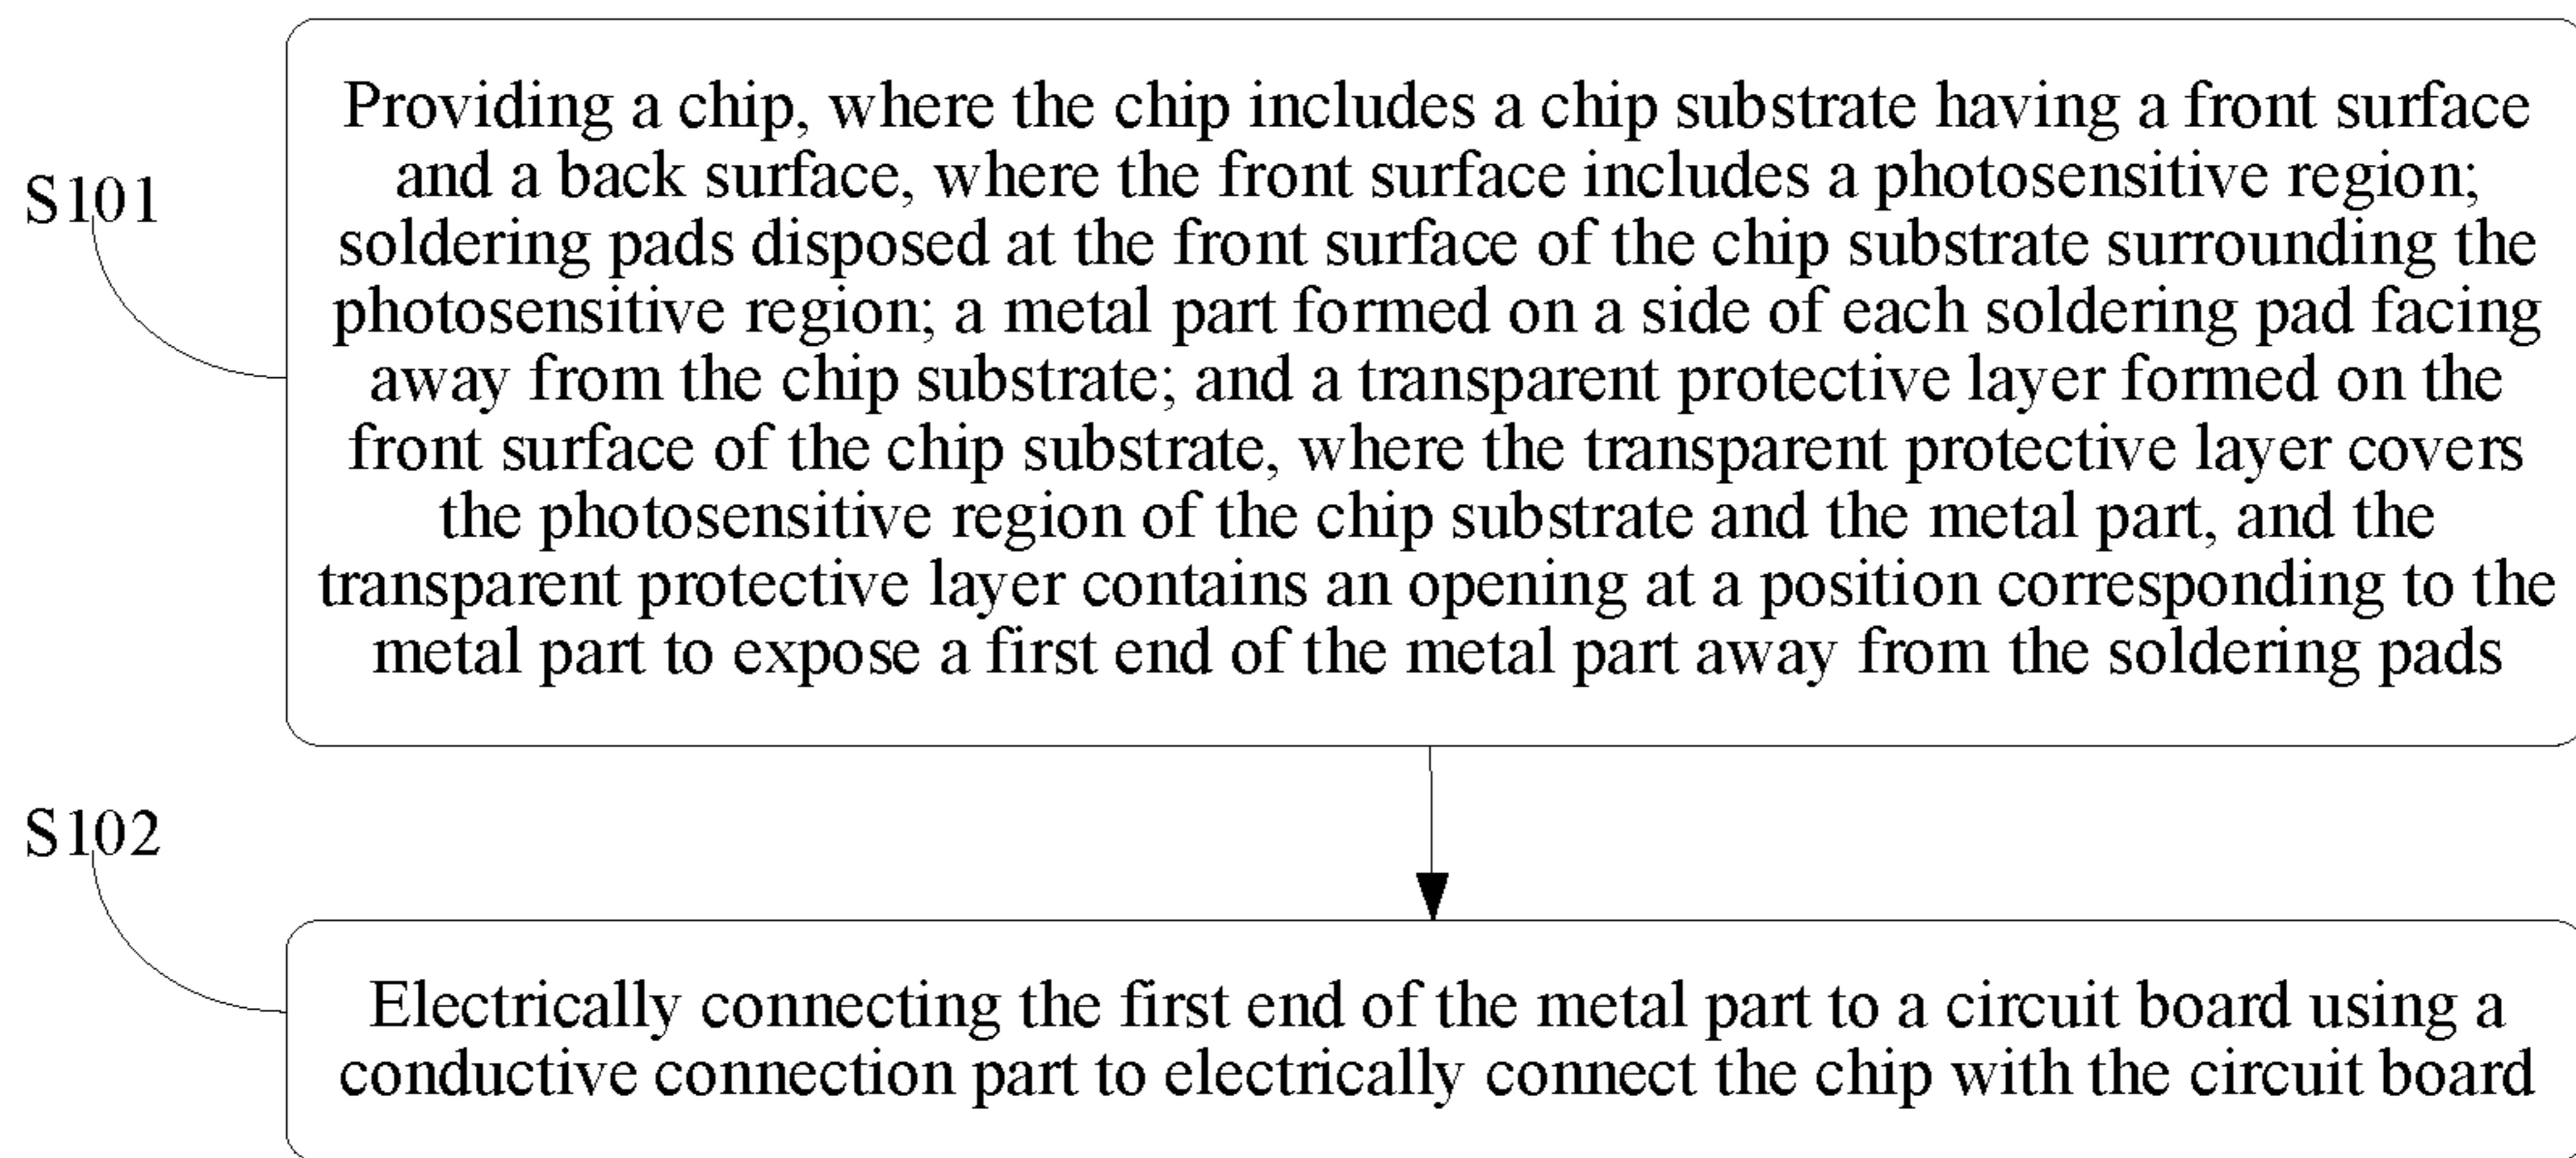 S101
Providing a chip, where the chip includes a chip substrate having a front surface
and a back surface, where the front surface includes a photosensitive region;
soldering pads disposed at the front surface of the chip substrate surrounding the
photosensitive region; a metal part formed on a side of each soldering pad facing
away from the chip substrate; and a transparent protective layer formed on the
front surface of the chip substrate, where the transparent protective layer covers
the photosensitive region of the chip substrate and the metal part, and the
transparent protective layer contains an opening at a position corresponding to the
metal part to expose a first end of the metal part away from the soldering pads
S102
Electrically connecting the first end of the metal part to a circuit board using a
conductive connection part to electrically connect the chip with the circuit board